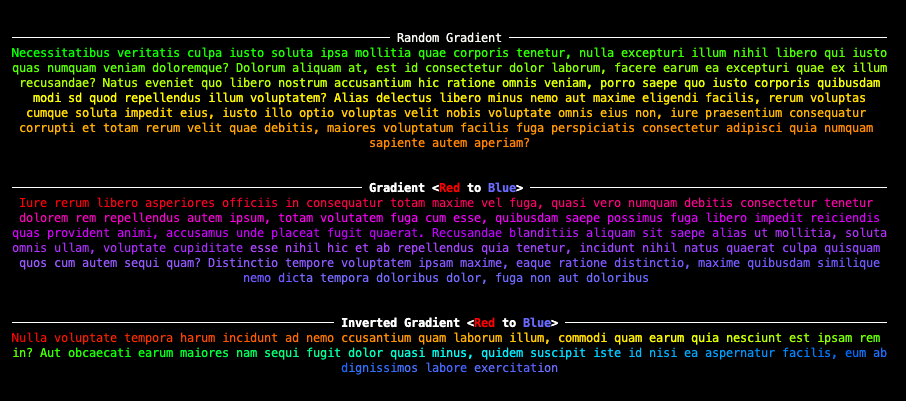 Random Gradient
Necessitatibus veritatis culpa iusto soluta ipsa mollitia quae corporis tenetur, nulla excepturi illum nihil libero qui iusto
quas numquam veniam doloremque? Dolorum aliquam at, est id consectetur dolor laborum, facere earum ea excepturi quae ex illum
recusandae? Natus eveniet quo libero nostrum accusantium hic ratione omnis veniam, porro saepe quo iusto corporis quibusdam
modi sd quod repellendus illum voluptatem? Alias delectus libero minus nemo aut maxime eligendi facilis, rerum voluptas
cumque soluta impedit eius, iusto illo optio voluptas velit nobis voluptate omnis eius non, iure praesentium consequatur
corrupti et totam rerum velit quae debitis, maiores voluptatum facilis fuga perspiciatis consectetur adipisci quia numquam
sapiente autem aperiam?
Gradient <Red to Blue>
Iure rerum libero asperiores officiis in consequatur totam maxime vel fuga, quasi vero numquam debitis consectetur tenetur
dolorem rem repellendus autem ipsum, totam volutatem fuga cum esse, quibusdam saepe possimus fuga libero impedit reiciendis
quas provident animi, accusamus unde placeat fugit quaerat. Recusandae blanditiis aliquam sit saepe alias ut mollitia, soluta
omnis ullam, voluptate cupiditate esse nihil hic et ab repellendus quia tenetur, incidunt nihil natus quaerat culpa quisquam
quos cum autem sequi quam? Distinctio tempore voluptatem ipsam maxime, eaque ratione distinctio, maxime quibusdam similique
nemo dicta tempora doloribus dolor, fuga non aut doloribus
Inverted Gradient <Red to Blue>
Nulla voluptate tempora harum incidunt ad nemo ccusantium quam laborum illum, commodi quam earum quia nesciunt est ipsam rem
in? Aut obcaecati earum maiores nam sequi fugit dolor quasi minus, quidem suscipit iste id nisi ea aspernatur facilis, eum ab
dignissimos labore exercitation